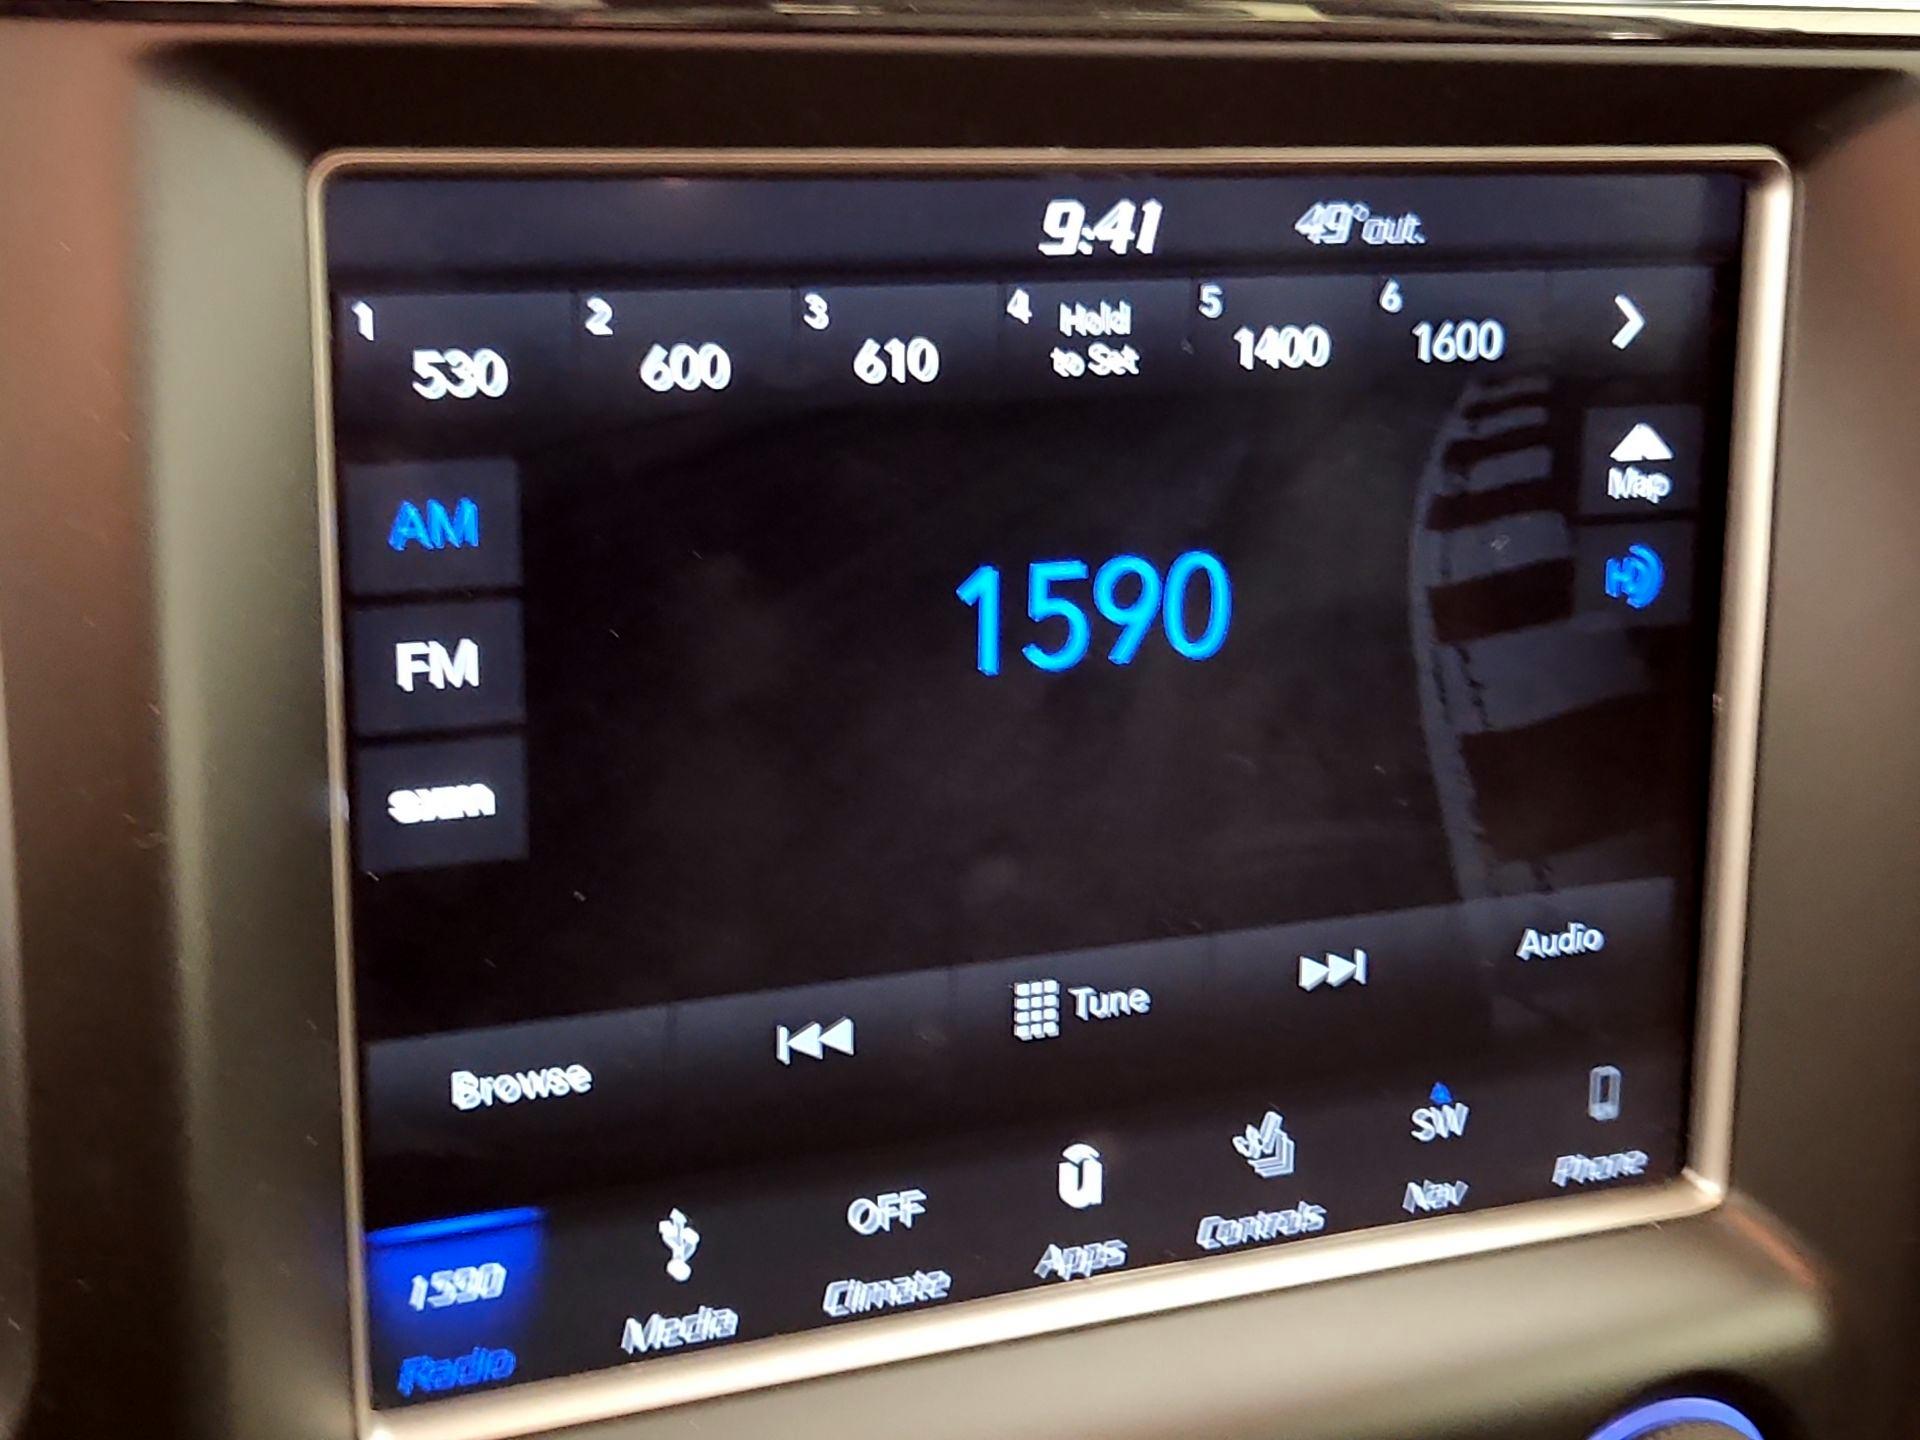 9:41 49° out.
1 2 3 4 Hold 5 6
530 600 610 to Set 1400 1600
AM
Map
1590
HD
FM
sxm
Audio
Tune
Browse
SW
OFF
Phone
Nav
Controls
Apps
1590
Climate
Media
Radio